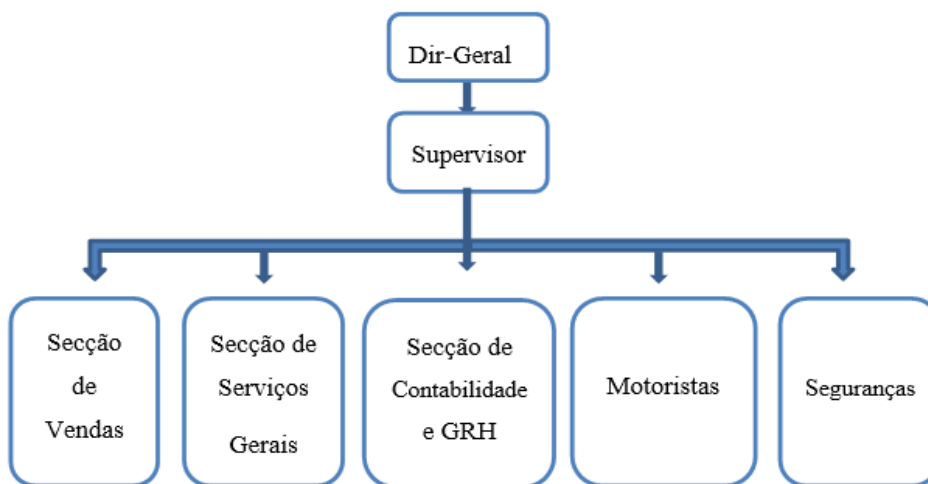 Dir-Geral
Supervisor
Secção
de
Vendas
Secção de
Serviços
Gerais
Secção de
Contabilidade
e GRH
Motoristas
Seguranças